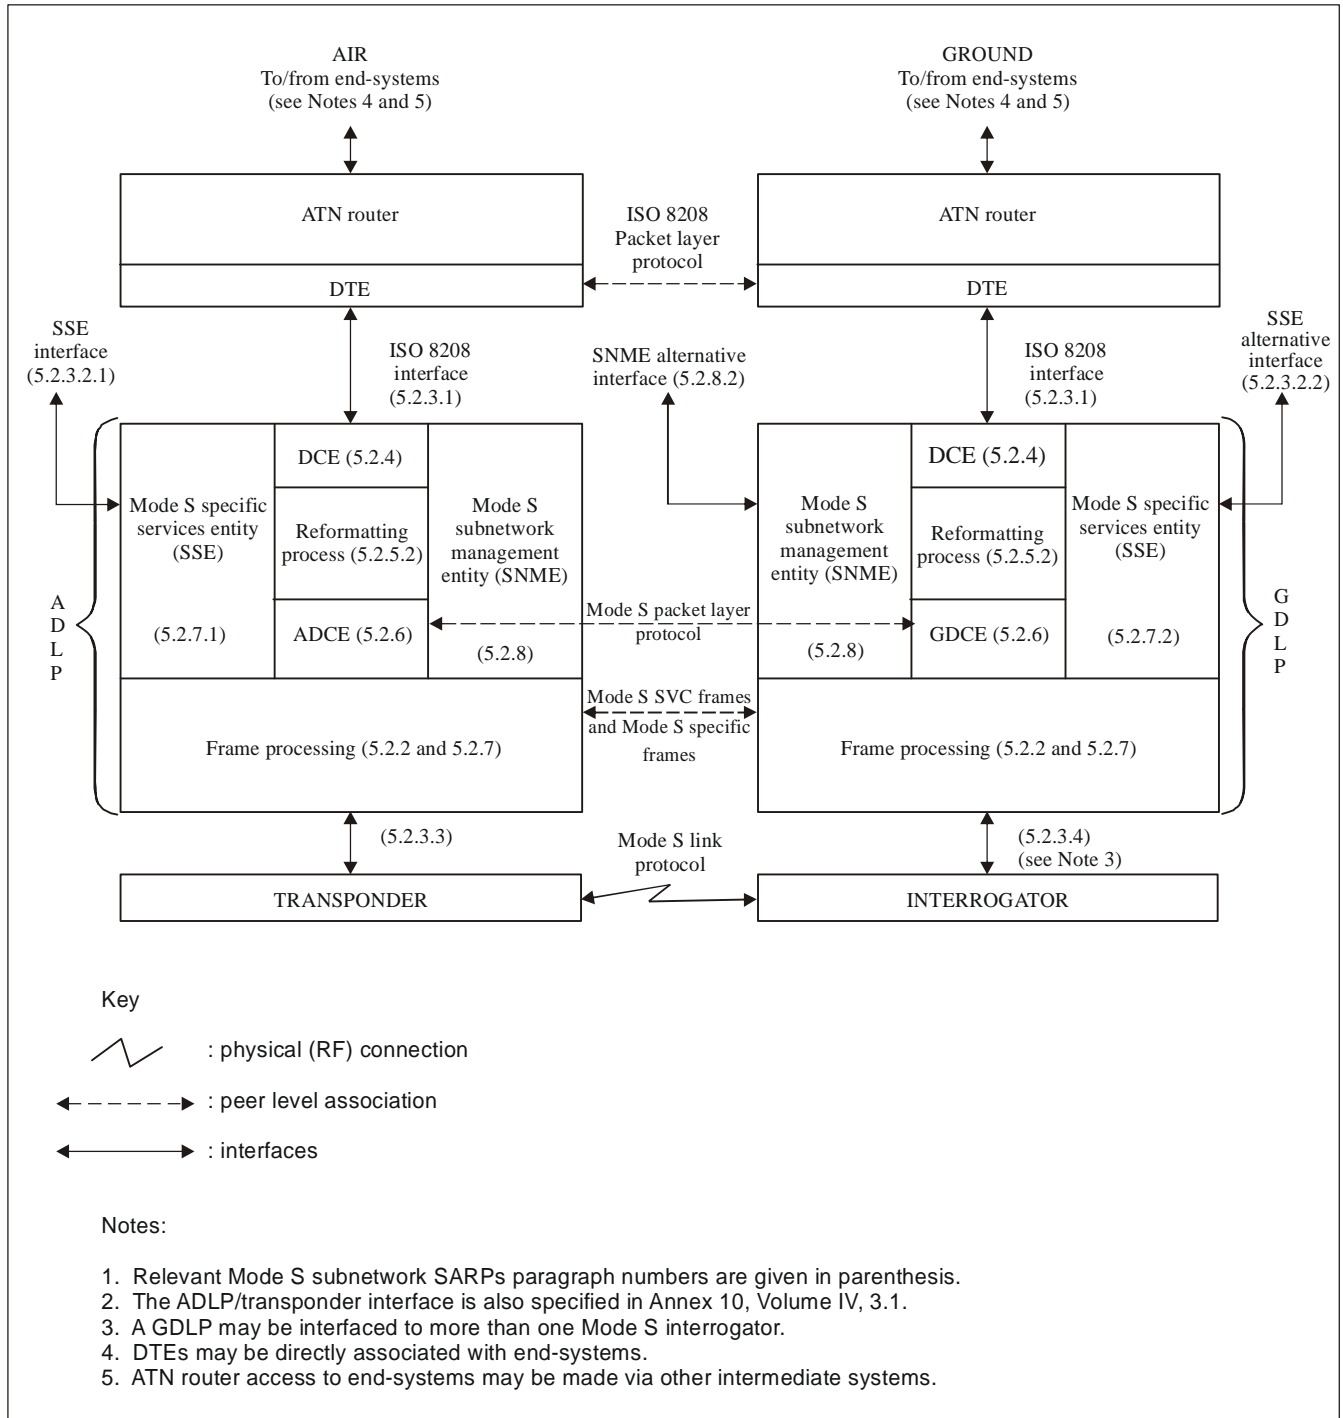 AIR
To/from end-systems
(see Notes 4 and 5)
GROUND
To/from end-systems
(see Notes 4 and 5)
ATN router
DTE
ISO 8208
Packet layer
protocol
ATN router
DTE
SSE
interface
(5.2.3.2.1)
ISO 8208
interface
(5.2.3.1)
SNME alternative
interface (5.2.8.2)
ISO 8208
interface
(5.2.3.1)
SSE
alternative
interface
(5.2.3.2.2)
A
D
L
P
Mode S specific
services entity
(SSE)
(5.2.7.1)
DCE (5.2.4)
Reformatting
process (5.2.5.2)
ADCE (5.2.6)
Mode S
subnetwork
management
entity (SNME)
(5.2.8)
Mode S packet layer
protocol
Mode S
subnetwork
management
entity (SNME)
(5.2.8)
DCE (5.2.4)
Reformatting
process (5.2.5.2)
GDCE (5.2.6)
Mode S specific
services entity
(SSE)
(5.2.7.2)
G
D
L
P
Frame processing (5.2.2 and 5.2.7)
Mode S SVC frames
and Mode S specific
frames
Frame processing (5.2.2 and 5.2.7)
(5.2.3.3)
Mode S link
protocol
(5.2.3.4)
(see Note 3)
TRANSPONDER
INTERROGATOR
Key
: physical (RF) connection
: peer level association
: interfaces
Notes:
1. Relevant Mode S subnetwork SARPs paragraph numbers are given in parenthesis.
2. The ADLP/transponder interface is also specified in Annex 10, Volume IV, 3.1.
3. A GDLP may be interfaced to more than one Mode S interrogator.
4. DTEs may be directly associated with end-systems.
5. ATN router access to end-systems may be made via other intermediate systems.